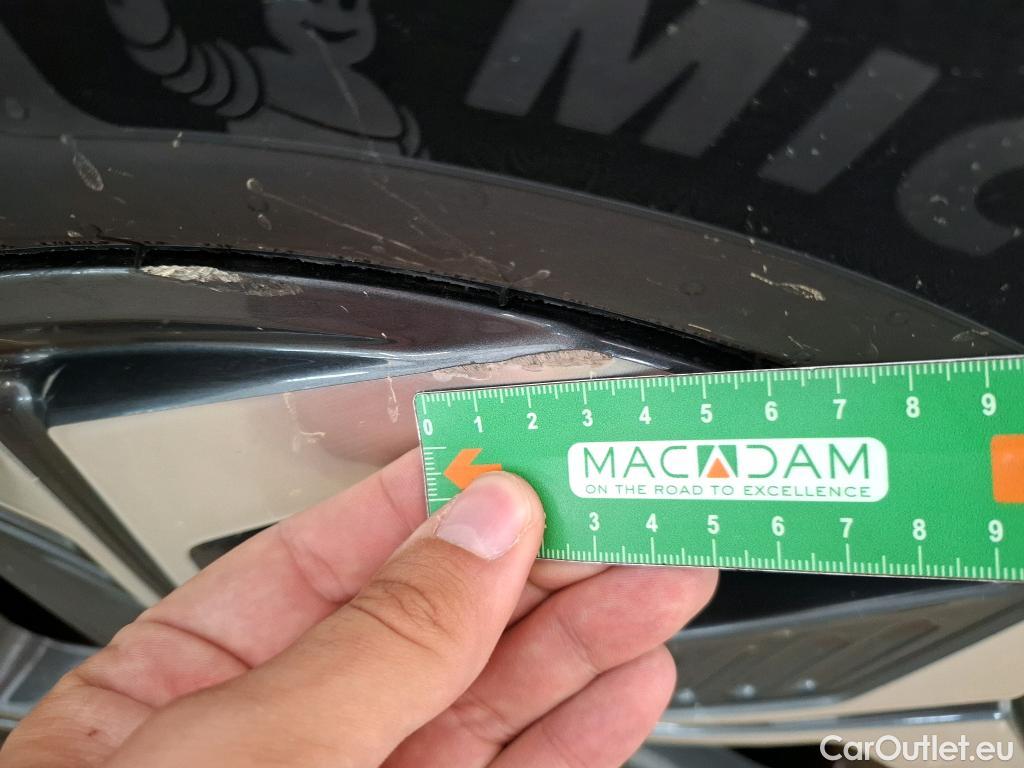 MIC
0 1 2 3 4 5 6 7 8 9
MACADAM
ON THE ROAD TO EXCELLENCE
3 4 5 6 7 8 9
CarOutlet.eu